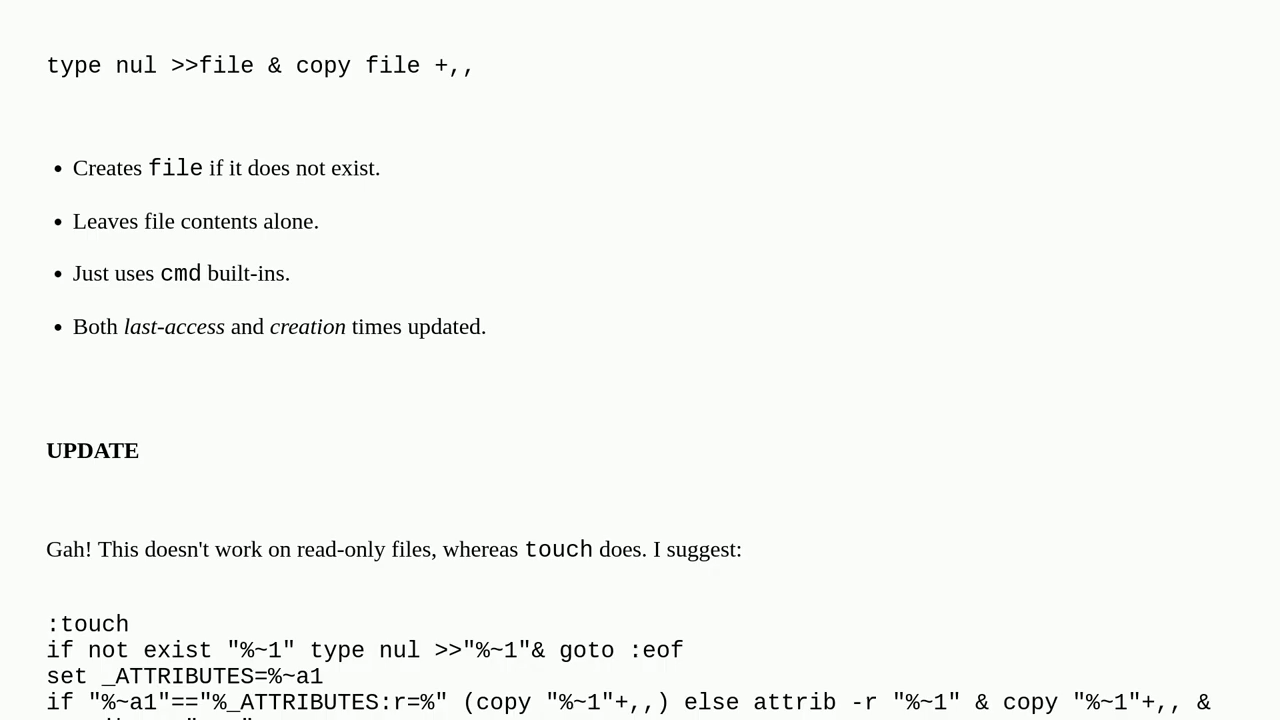 type nul >>file & copy file +,,
• Creates file if it does not exist.
• Leaves file contents alone.
• Just uses cmd built-ins.
• Both last-access and creation times updated.
UPDATE
Gah! This doesn't work on read-only files, whereas touch does. I suggest:
:touch
if not exist "%~1" type nul >>"%~1"& goto :eof
set _ATTRIBUTES=%~a1
if "%~a1"=="%_ATTRIBUTES:r=%" (copy "%~1"+,,) else attrib -r "%~1" & copy "%~1"+,, &